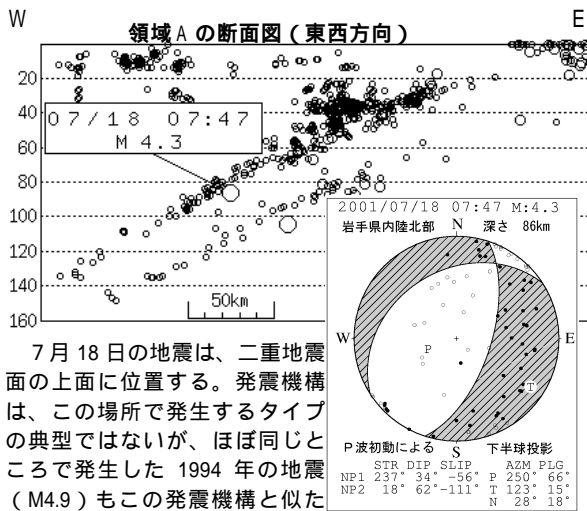 W
E
領域A の断面図（東西方向）
20
40
60
80
100
120
140
160
07/18 07:47
M 4.3
50km
2001/07/18 07:47 M:4.3
岩手県内陸北部 N 深さ 86km
W
E
P
T
S
P波初動による 下半球投影
STR DIP SLIP AZM PLG
NP1 237° 34° -56° P 250° 66°
NP2 18° 62° -111° T 123° 15°
N 28° 18°
7月18日の地震は、二重地震
面の上面に位置する。発震機構
は、この場所で発生するタイプ
の典型ではないが、ほぼ同じと
ころで発生した 1994 年の地震
（M4.9）もこの発震機構と似た